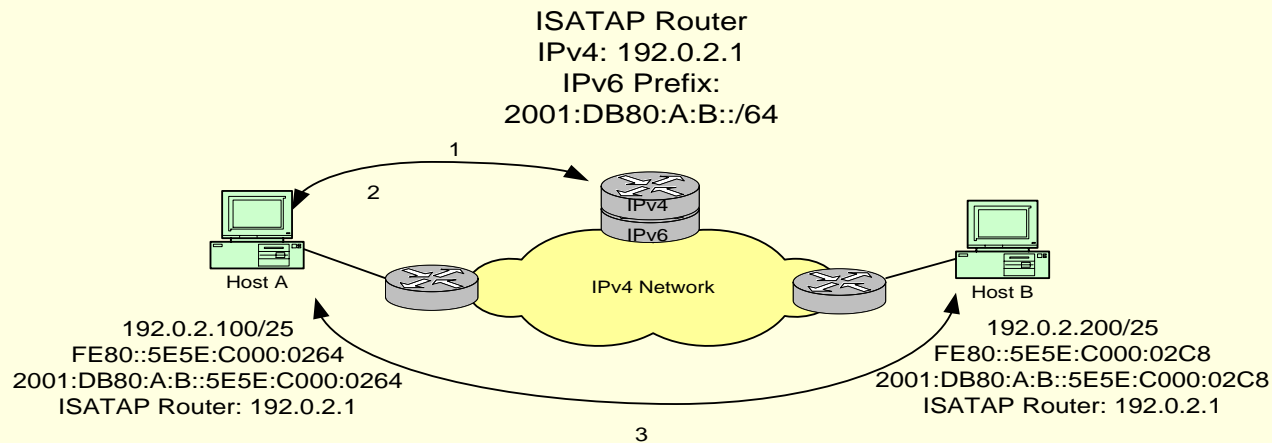 ISATAP Router
IPv4: 192.0.2.1
IPv6 Prefix:
2001:DB80:A:B::/64
1
2
IPv4
IPv6
Host A
IPv4 Network
Host B
192.0.2.100/25
FE80::5E5E:C000:0264
2001:DB80:A:B::5E5E:C000:0264
ISATAP Router: 192.0.2.1
192.0.2.200/25
FE80::5E5E:C000:02C8
2001:DB80:A:B::5E5E:C000:02C8
ISATAP Router: 192.0.2.1
3